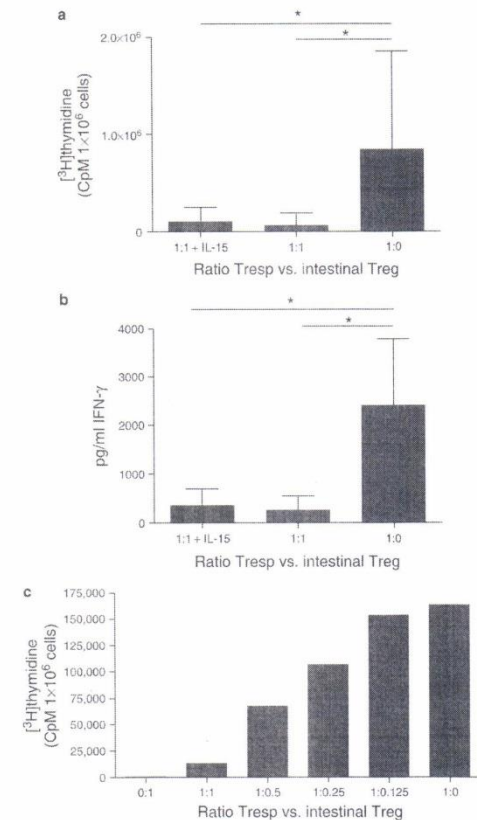 a
*
*
2.0×10⁶
1.0×10⁶
0
[³H]thymidine
(CpM 1×10⁶ cells)
1:1 + IL-15
1:1
1:0
Ratio Tresp vs. intestinal Treg
b
*
*
4000
3000
2000
1000
0
pg/ml IFN-γ
1:1 + IL-15
1:1
1:0
Ratio Tresp vs. intestinal Treg
c
175,000
150,000
125,000
100,000
75,000
50,000
25,000
0
[³H]thymidine
(CpM 1×10⁶ cells)
0:1
1:1
1:0.5
1:0.25
1:0.125
1:0
Ratio Tresp vs. intestinal Treg